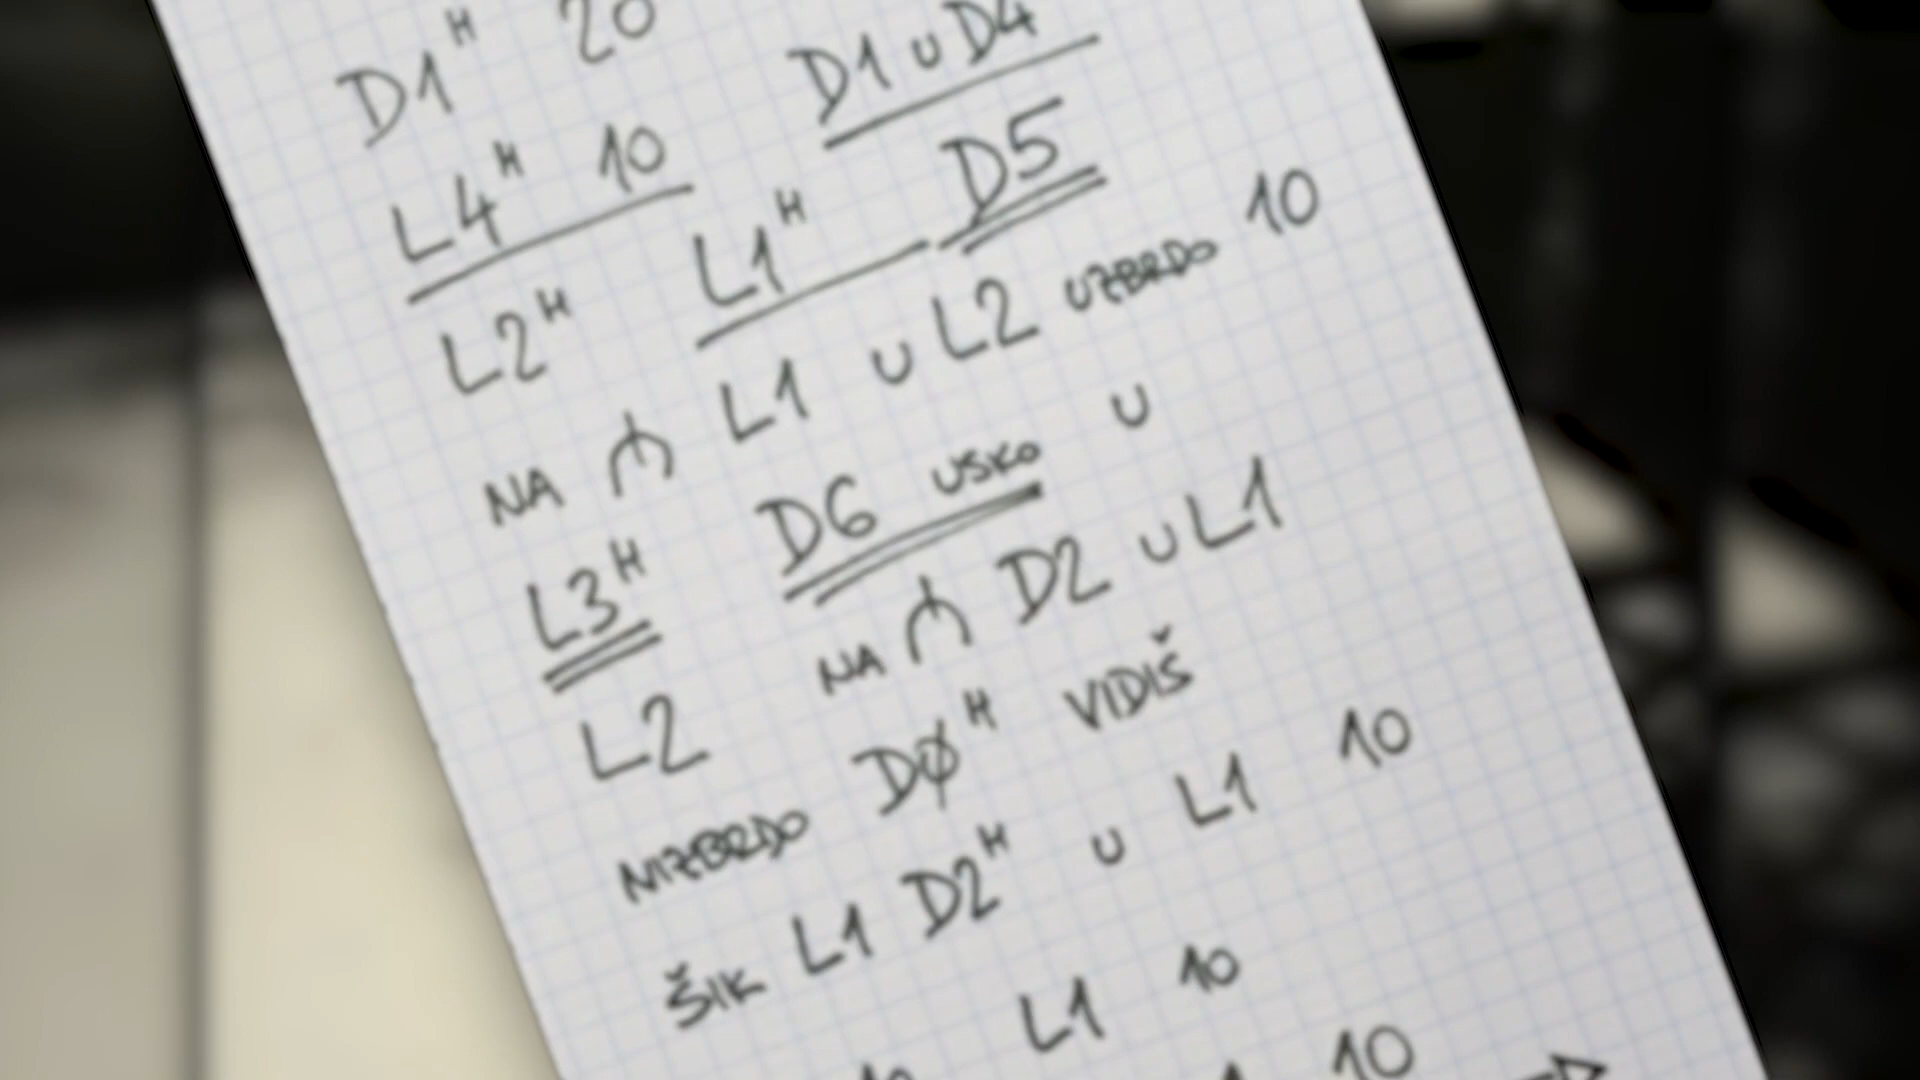 D1ᴴ 20 D1 U D4
L4ᴴ 10 D5
L2ᴴ L1ᴴ
NA L1 U L2 UZBRDO 10
L3ᴴ D6 USKO U
L2 NA D2 U L1
NIZBRDO DØᴴ VIDIŠ
ŠIK L1 D2ᴴ U L1 10
L1 10
10